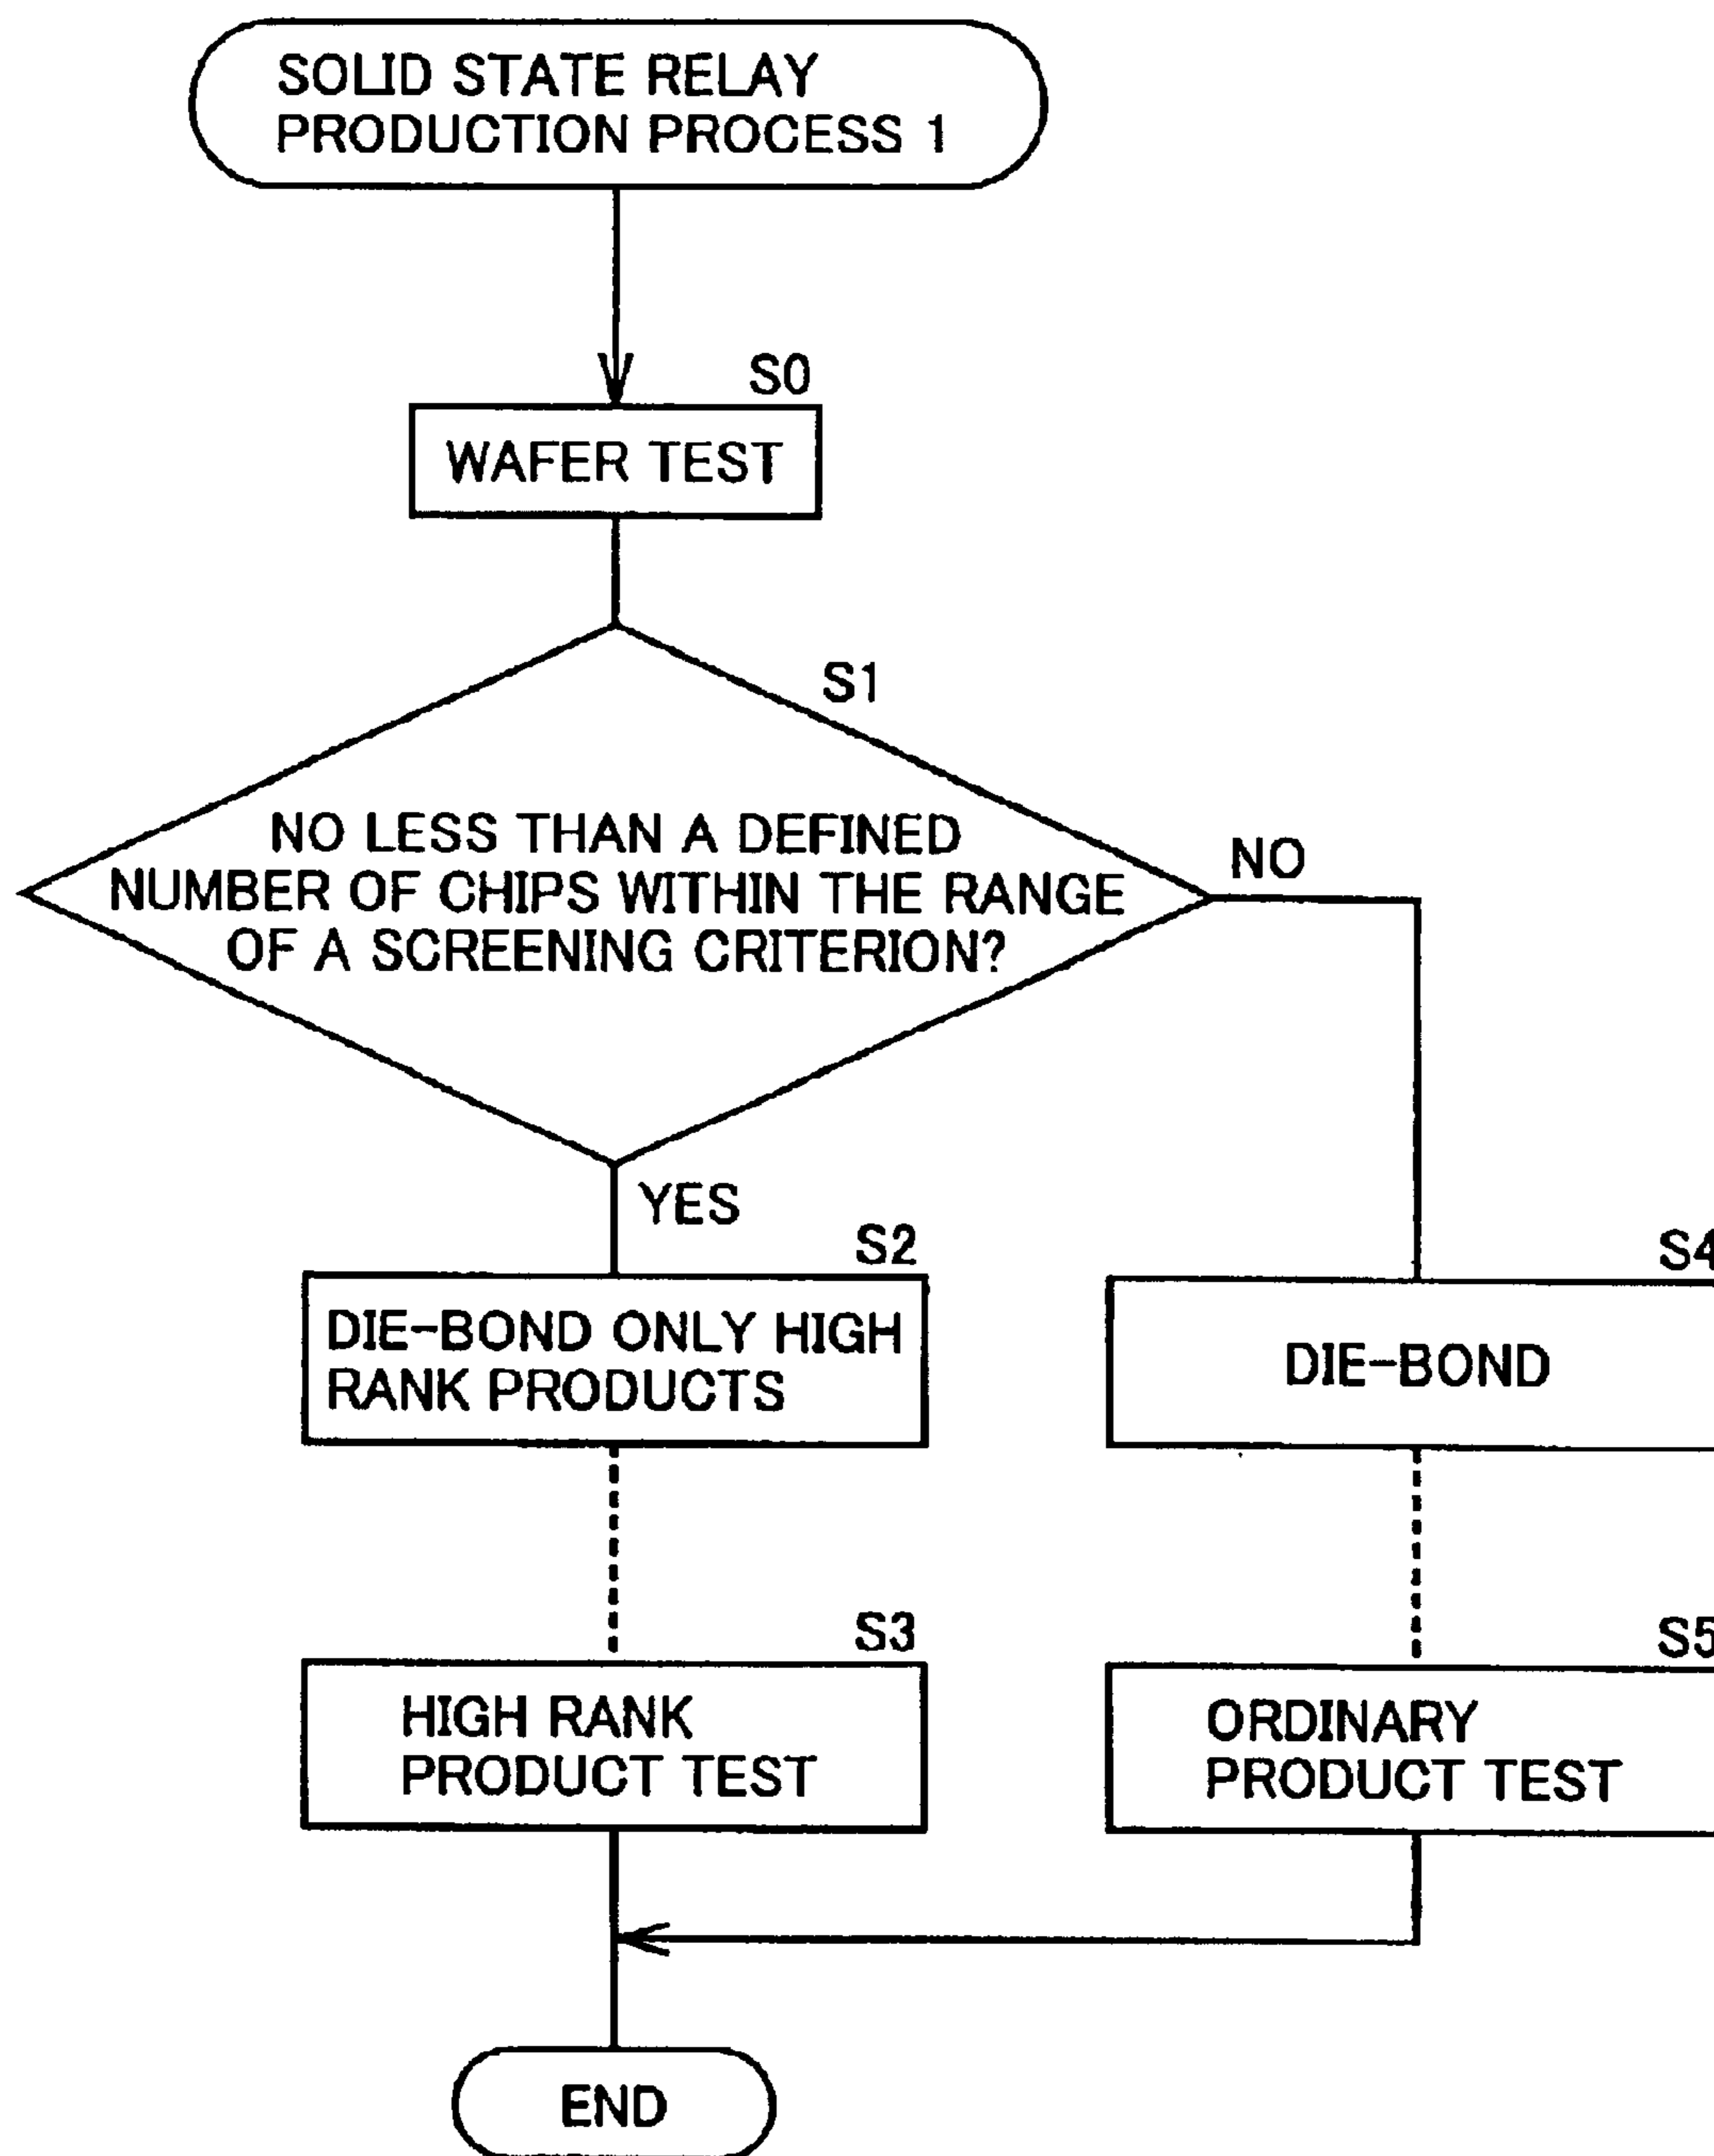 SOLID STATE RELAY
PRODUCTION PROCESS 1
S0
WAFER TEST
S1
NO LESS THAN A DEFINED
NUMBER OF CHIPS WITHIN THE RANGE
OF A SCREENING CRITERION?
NO
YES
S2
DIE-BOND ONLY HIGH
RANK PRODUCTS
S4
DIE-BOND
S3
HIGH RANK
PRODUCT TEST
S5
ORDINARY
PRODUCT TEST
END